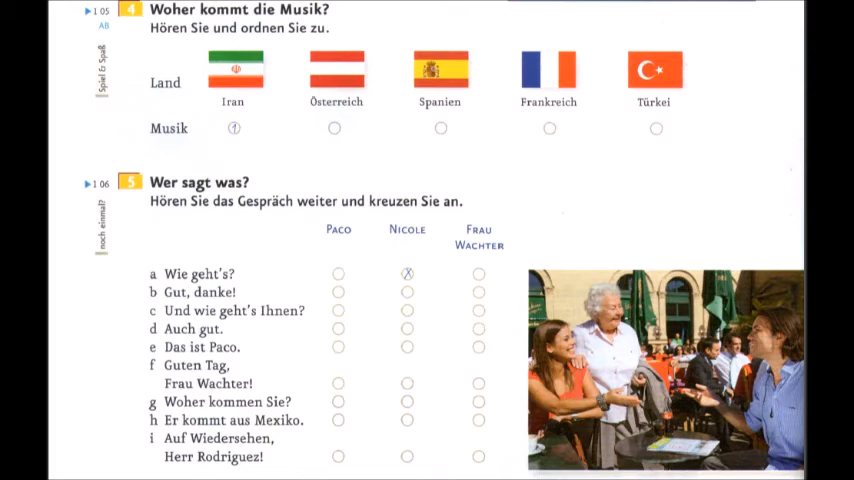 ▶1 05 4 Woher kommt die Musik?
AB Hören Sie und ordnen Sie zu.
Spiel & Spaß
Land
Iran Österreich Spanien Frankreich Türkei
Musik 1
▶1 06 5 Wer sagt was?
Hören Sie das Gespräch weiter und kreuzen Sie an.
noch einmal?
PACO NICOLE FRAU
WACHTER
a Wie geht's? X
b Gut, danke!
c Und wie geht's Ihnen?
d Auch gut.
e Das ist Paco.
f Guten Tag,
Frau Wachter!
g Woher kommen Sie?
h Er kommt aus Mexiko.
i Auf Wiedersehen,
Herr Rodriguez!